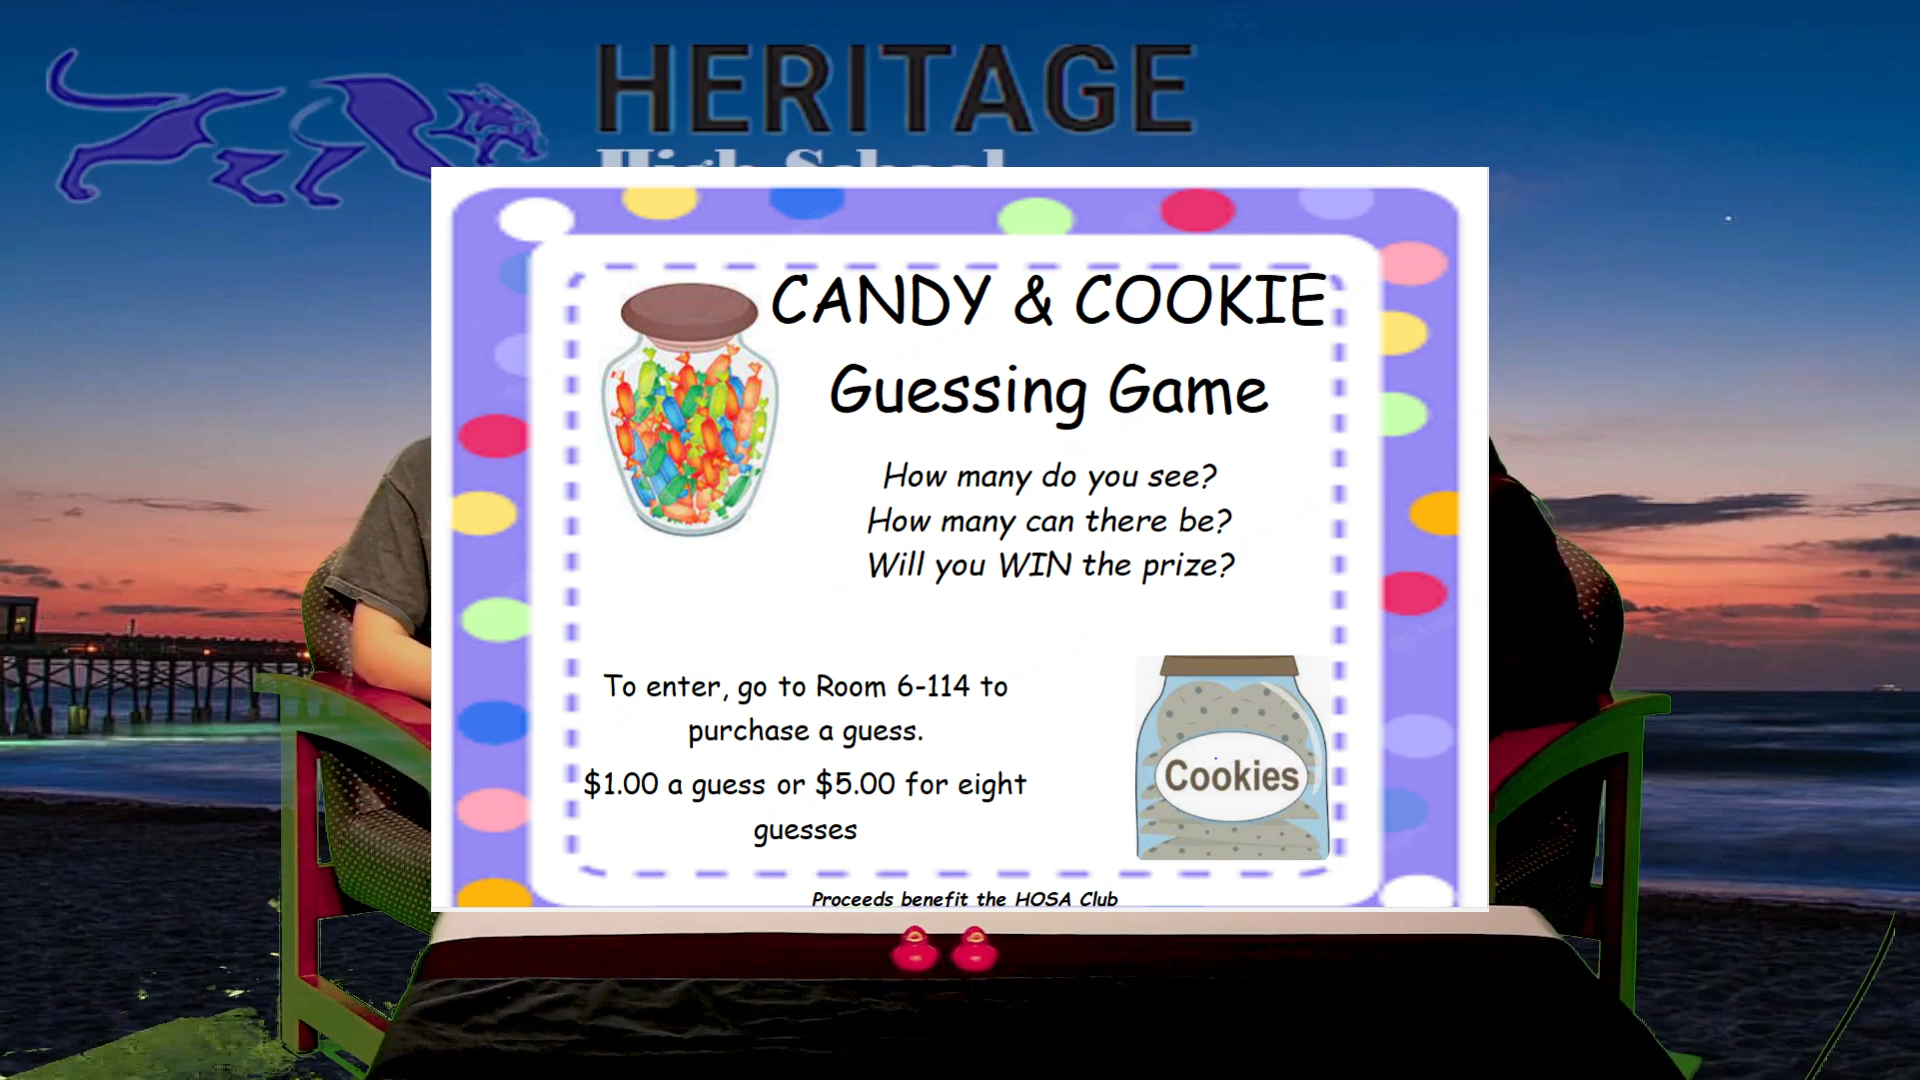 HERITAGE
High School
CANDY & COOKIE
Guessing Game
How many do you see?
How many can there be?
Will you WIN the prize?
To enter, go to Room 6-114 to
purchase a guess.
$1.00 a guess or $5.00 for eight
guesses
Cookies
Proceeds benefit the HOSA Club